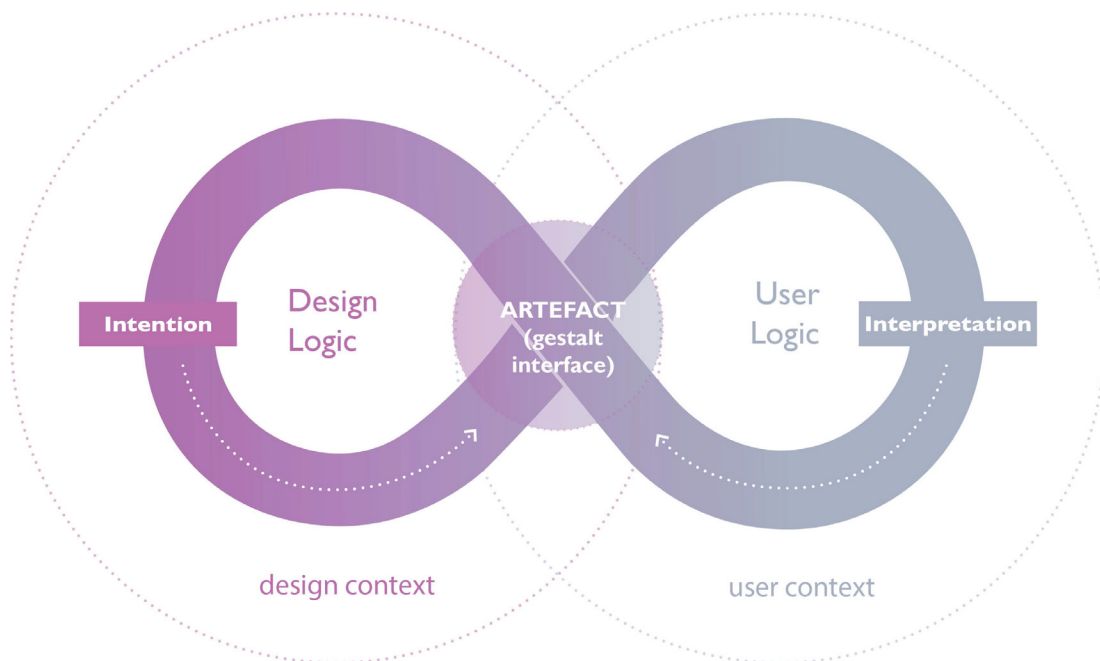 Intention
Design
Logic
ARTEFACT
(gestalt
interface)
User
Logic
Interpretation
design context
user context